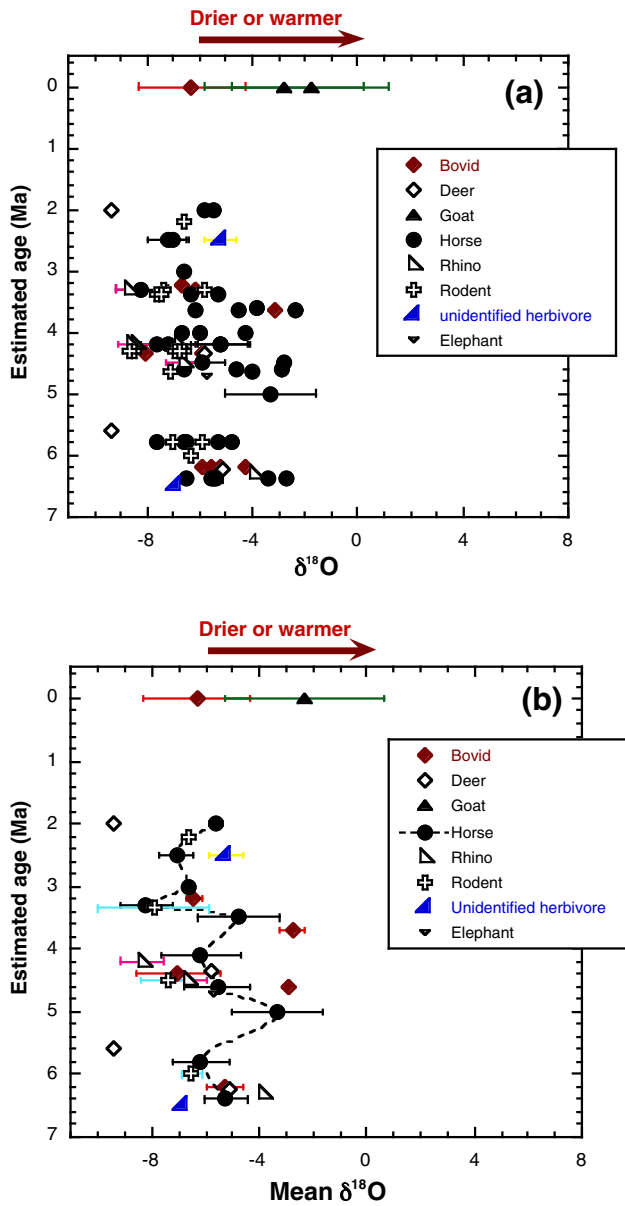 Drier or warmer
(a)
0
1
2
3
4
5
6
7
Estimated age (Ma)
Bovid
Deer
Goat
Horse
Rhino
Rodent
unidentified herbivore
Elephant
-8 -4 0 4 8
δ¹⁸O
Drier or warmer
(b)
0
1
2
3
4
5
6
7
Estimated age (Ma)
Bovid
Deer
Goat
Horse
Rhino
Rodent
Unidentified herbivore
Elephant
-8 -4 0 4 8
Mean δ¹⁸O